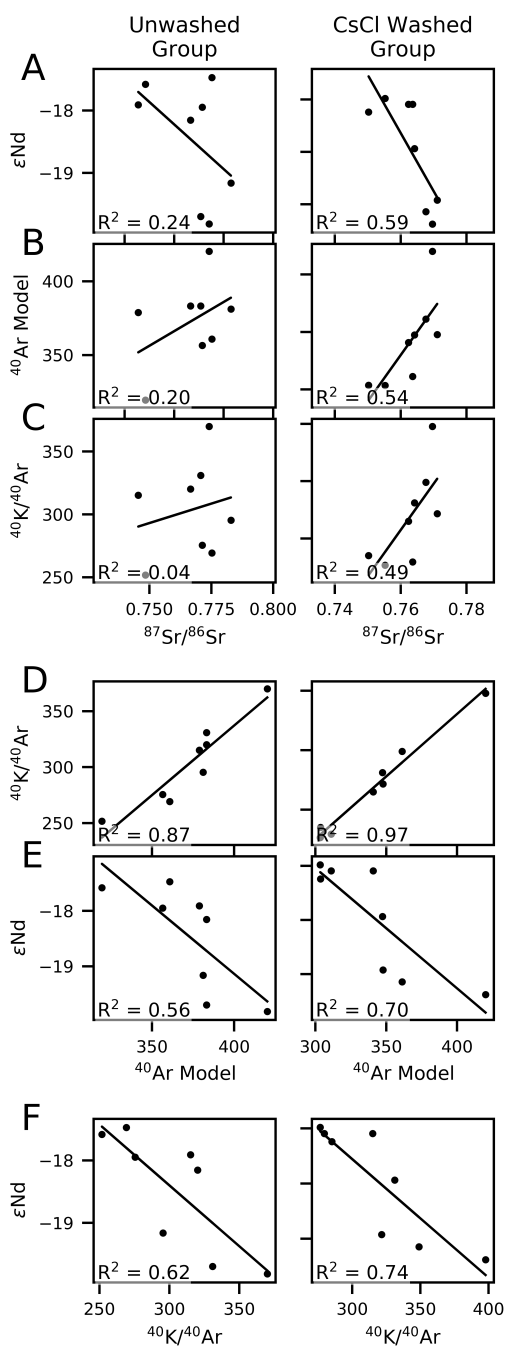 Unwashed Group
CsCl Washed Group
A
εNd
−18
−19
R² = 0.24
R² = 0.59
B
⁴⁰Ar Model
400
350
R² = 0.20
R² = 0.54
C
⁴⁰K/⁴⁰Ar
350
300
250
R² = 0.04
R² = 0.49
0.750 0.775 0.800
0.74 0.76 0.78
⁸⁷Sr/⁸⁶Sr
⁸⁷Sr/⁸⁶Sr
D
⁴⁰K/⁴⁰Ar
350
300
250
R² = 0.87
R² = 0.97
E
εNd
−18
−19
R² = 0.56
R² = 0.70
350 400
300 350 400
⁴⁰Ar Model
⁴⁰Ar Model
F
εNd
−18
−19
R² = 0.62
R² = 0.74
250 300 350
300 350 400
⁴⁰K/⁴⁰Ar
⁴⁰K/⁴⁰Ar